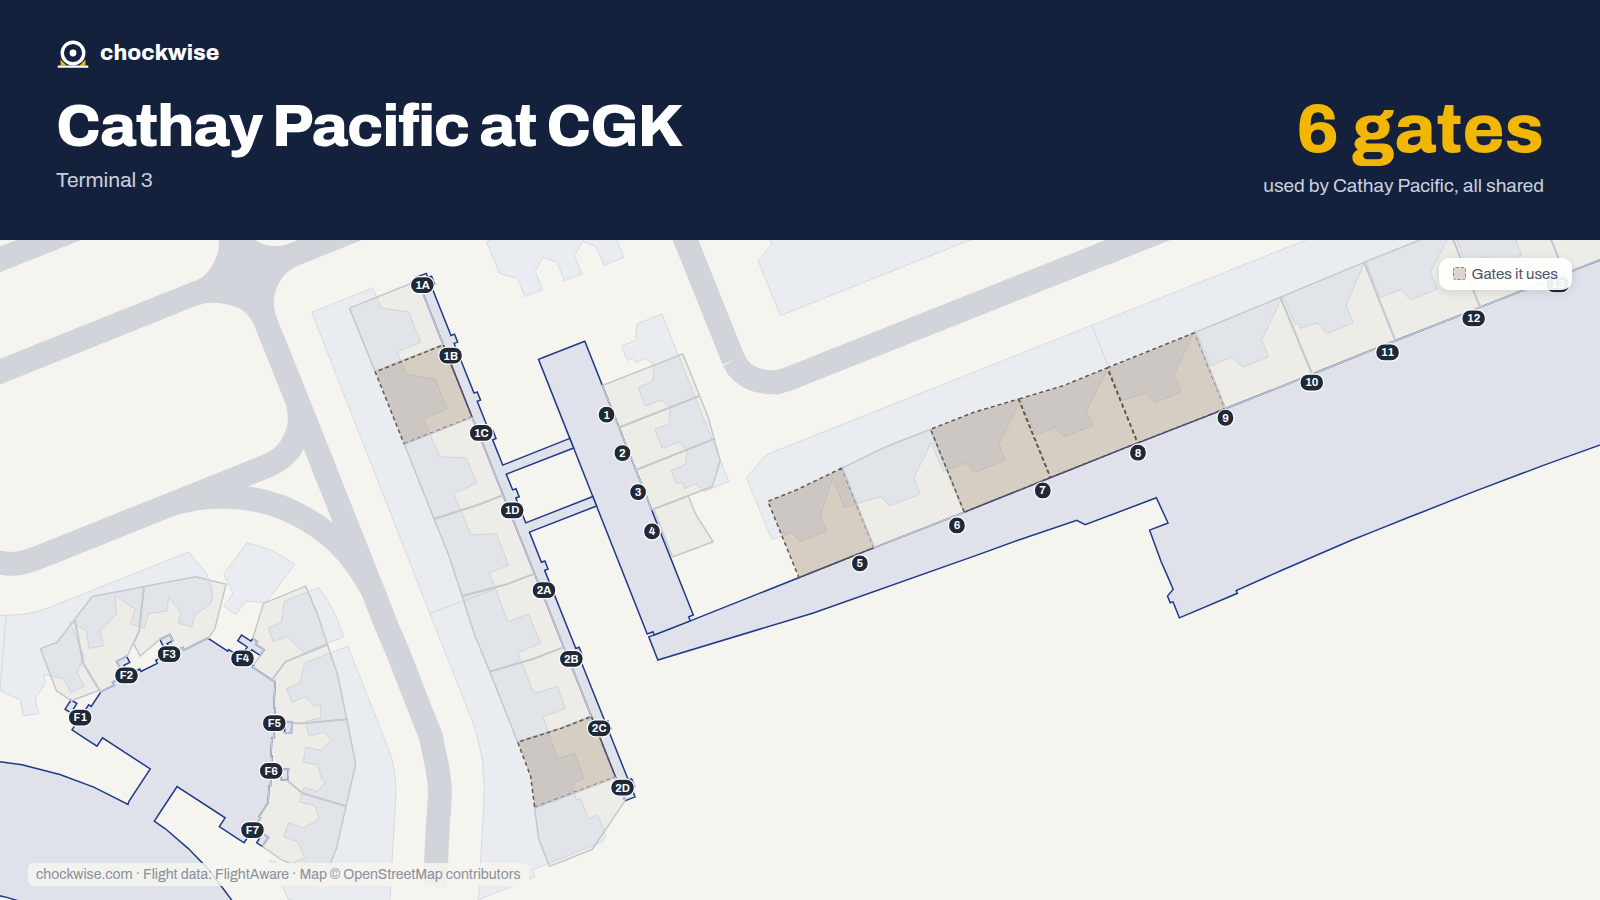 chockwise
Cathay Pacific at CGK
Terminal 3
6 gates
used by Cathay Pacific, all shared
Gates it uses
1A
1B
1C
1D
2A
2B
2C
2D
1
2
3
4
5
6
7
8
9
10
11
12
F1
F2
F3
F4
F5
F6
F7
chockwise.com · Flight data: FlightAware · Map © OpenStreetMap contributors